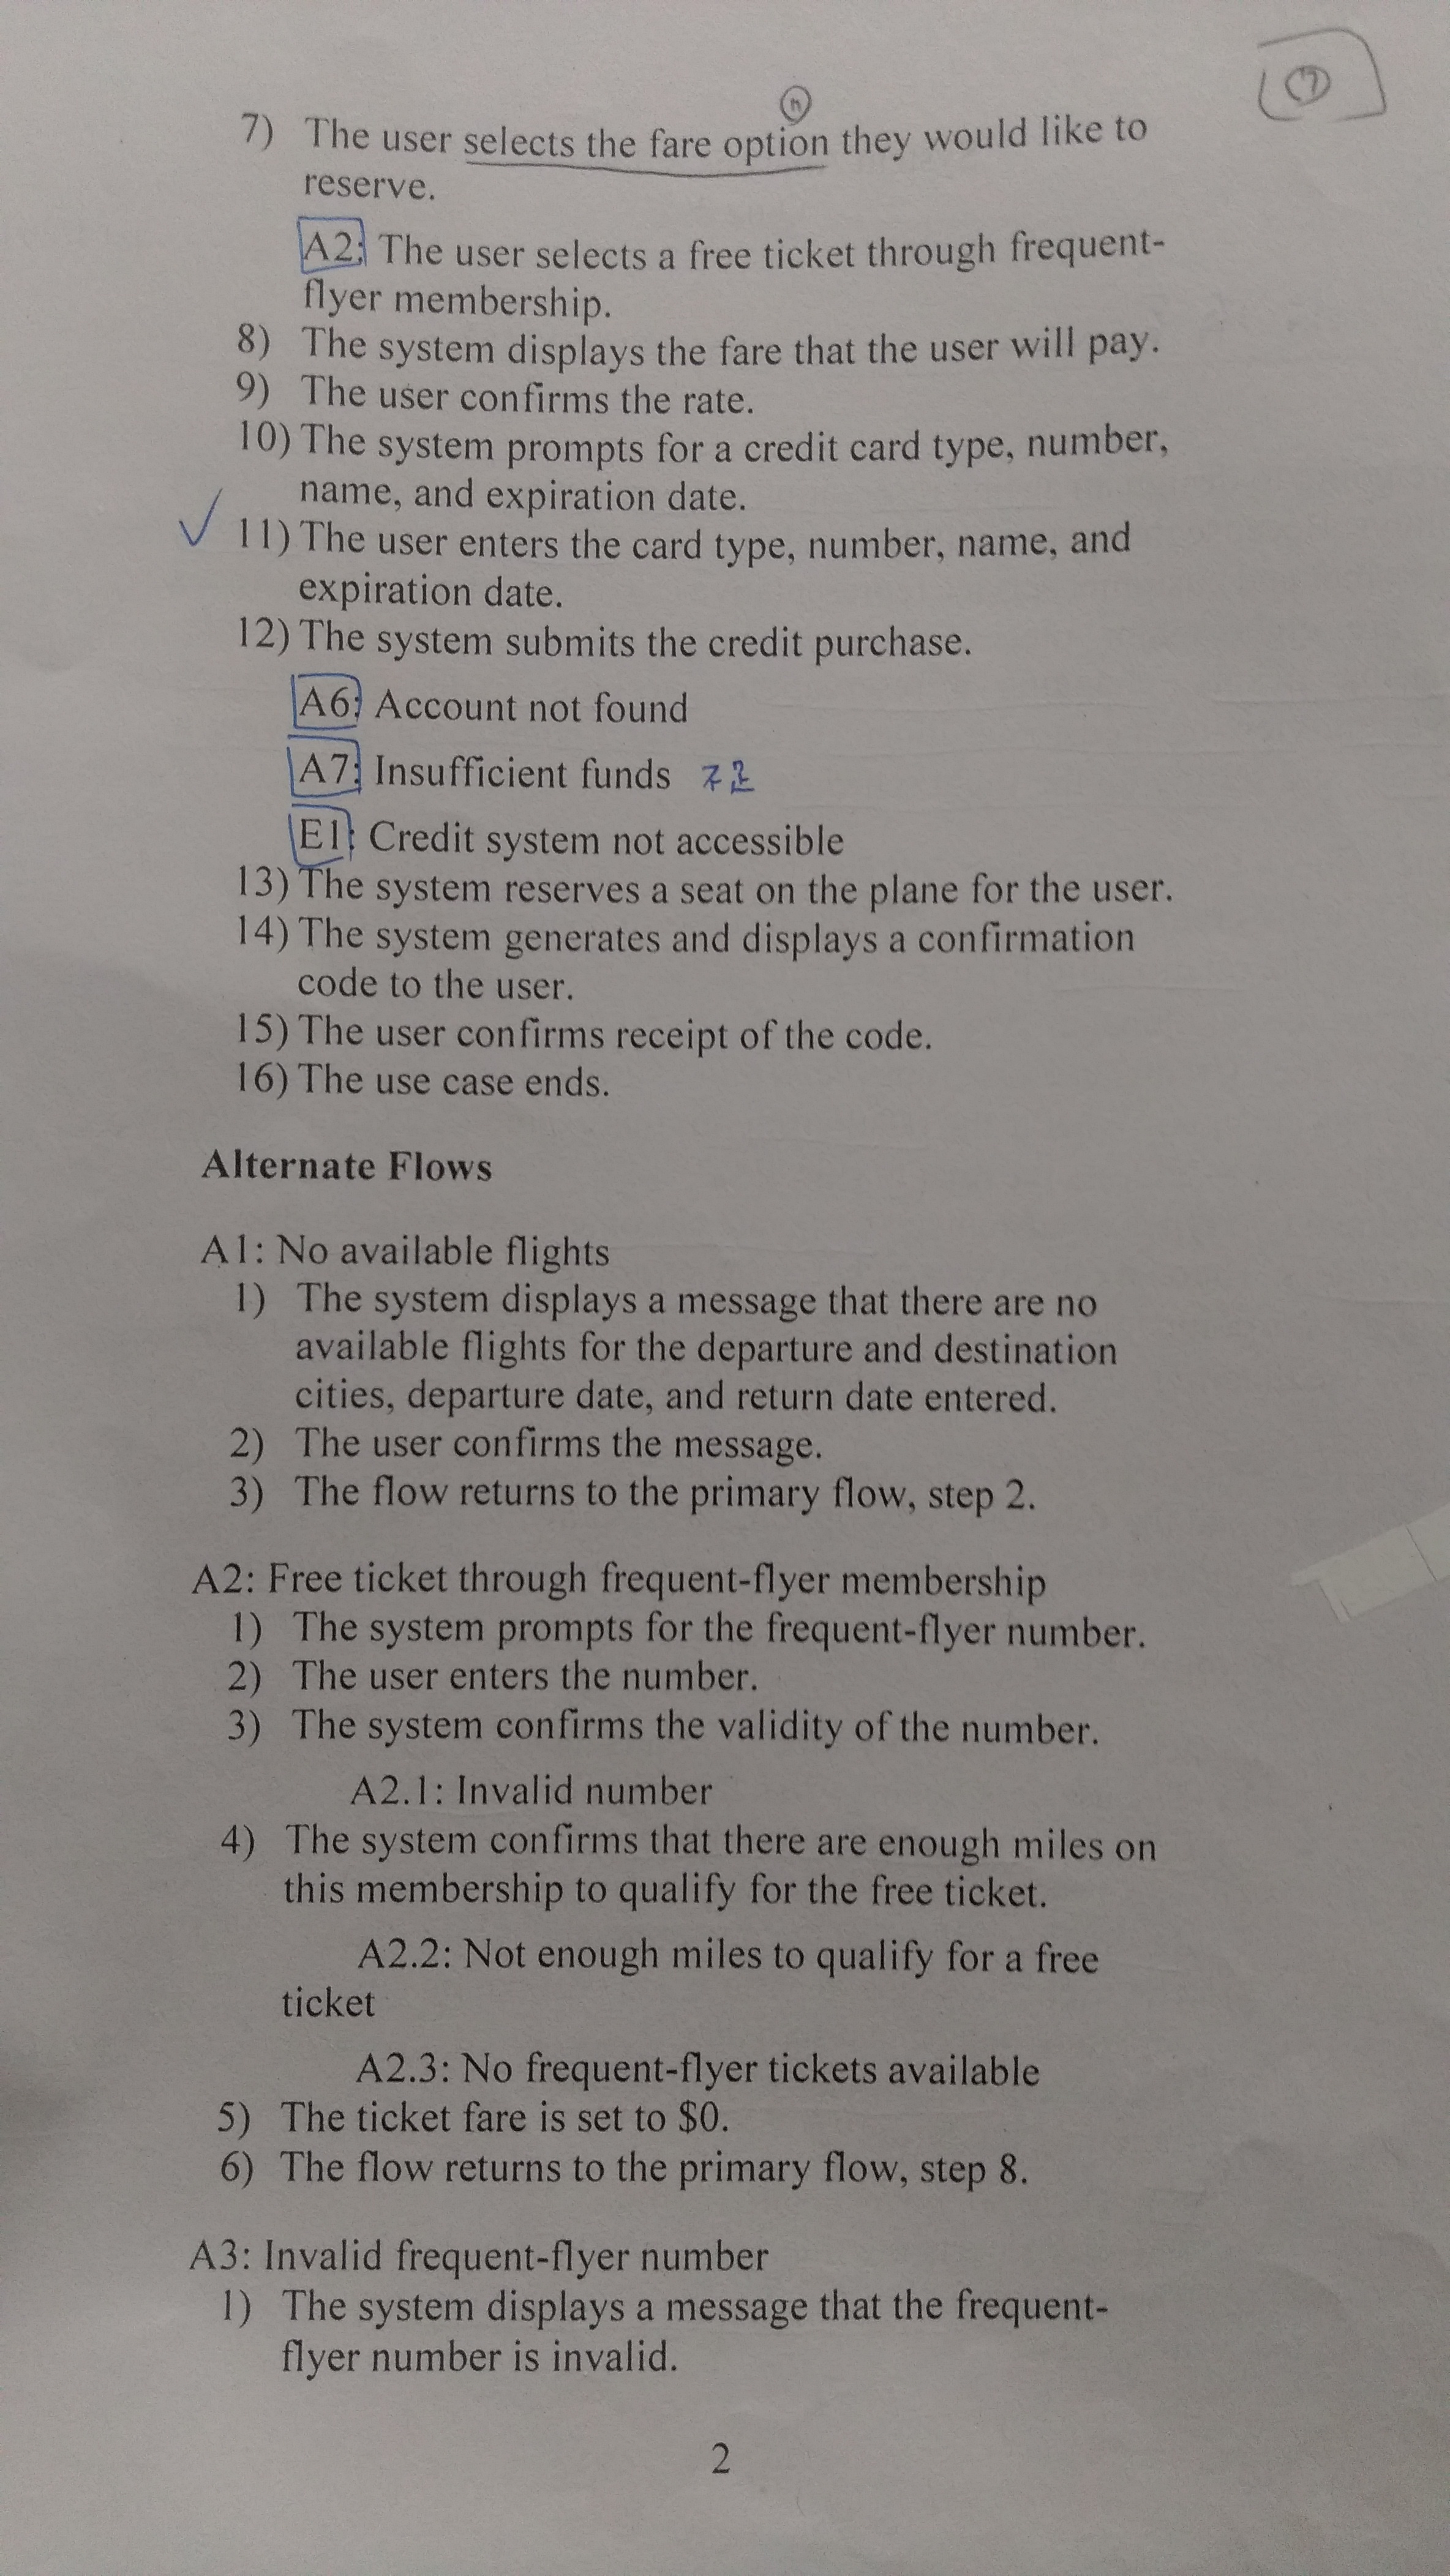 7) The user selects the fare option they would like to
reserve.
A2: The user selects a free ticket through frequent-
flyer membership.
8) The system displays the fare that the user will pay.
9) The user confirms the rate.
10) The system prompts for a credit card type, number,
name, and expiration date.
11) The user enters the card type, number, name, and
expiration date.
12) The system submits the credit purchase.
A6: Account not found
A7: Insufficient funds
E1: Credit system not accessible
13) The system reserves a seat on the plane for the user.
14) The system generates and displays a confirmation
code to the user.
15) The user confirms receipt of the code.
16) The use case ends.
Alternate Flows
A1: No available flights
1) The system displays a message that there are no
available flights for the departure and destination
cities, departure date, and return date entered.
2) The user confirms the message.
3) The flow returns to the primary flow, step 2.
A2: Free ticket through frequent-flyer membership
1) The system prompts for the frequent-flyer number.
2) The user enters the number.
3) The system confirms the validity of the number.
A2.1: Invalid number
4) The system confirms that there are enough miles on
this membership to qualify for the free ticket.
A2.2: Not enough miles to qualify for a free
ticket
A2.3: No frequent-flyer tickets available
5) The ticket fare is set to $0.
6) The flow returns to the primary flow, step 8.
A3: Invalid frequent-flyer number
1) The system displays a message that the frequent-
flyer number is invalid.
2